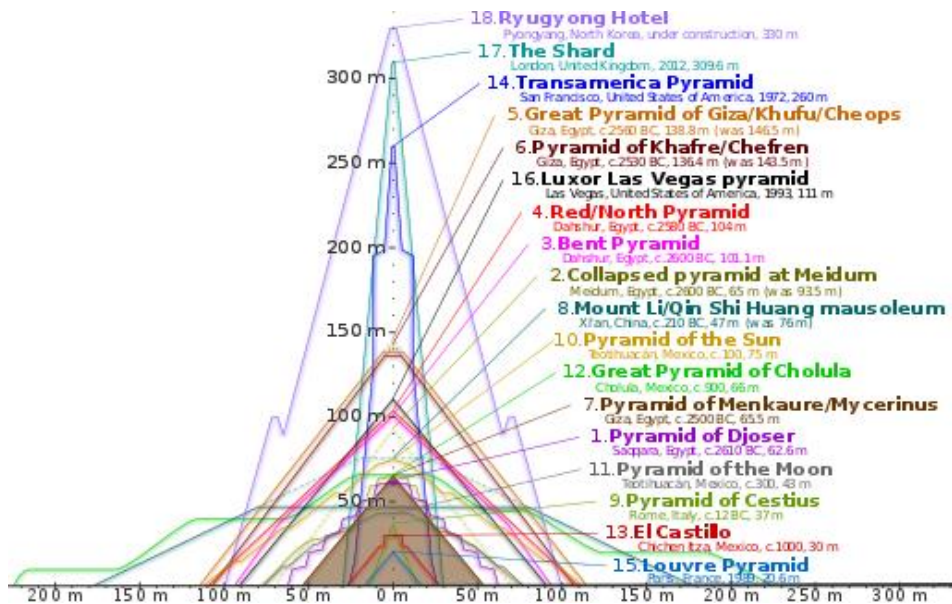 18.Ryugyong Hotel
Pyongyang, North Korea, under construction, 330 m
17.The Shard
London, United Kingdom, 2012, 309.6 m
300 m
14.Transamerica Pyramid
San Francisco, United States of America, 1972, 260 m
5.Great Pyramid of Giza/Khufu/Cheops
Giza, Egypt, c.2560 BC, 138.8 m (was 146.5 m)
6.Pyramid of Khafre/Chefren
Giza, Egypt, c.2530 BC, 136.4 m (was 143.5 m)
250 m
16.Luxor Las Vegas pyramid
Las Vegas, United States of America, 1993, 111 m
4.Red/North Pyramid
Dahshur, Egypt, c.2580 BC, 104 m
3.Bent Pyramid
Dahshur, Egypt, c.2600 BC, 101.1 m
200 m
2.Collapsed pyramid at Meidum
Meidum, Egypt, c.2600 BC, 65 m (was 93.5 m)
8.Mount Li/Qin Shi Huang mausoleum
Xi'an, China, c.210 BC, 47 m (was 76 m)
150 m
10.Pyramid of the Sun
Teotihuacán, Mexico, c.100, 75 m
12.Great Pyramid of Cholula
Cholula, Mexico, c.900, 66 m
7.Pyramid of Menkaure/Mycerinus
Giza, Egypt, c.2500 BC, 65.5 m
100 m
1.Pyramid of Djoser
Saqqara, Egypt, c.2610 BC, 62.6 m
11.Pyramid of the Moon
Teotihuacán, Mexico, c.300, 43 m
50 m
9.Pyramid of Cestius
Rome, Italy, c.12 BC, 37 m
13.El Castillo
Chichen Itza, Mexico, c.1000, 30 m
15.Louvre Pyramid
Paris, France, 1989, 20.6 m
200 m 150 m 100 m 50 m 0 m 50 m 100 m 150 m 200 m 250 m 300 m